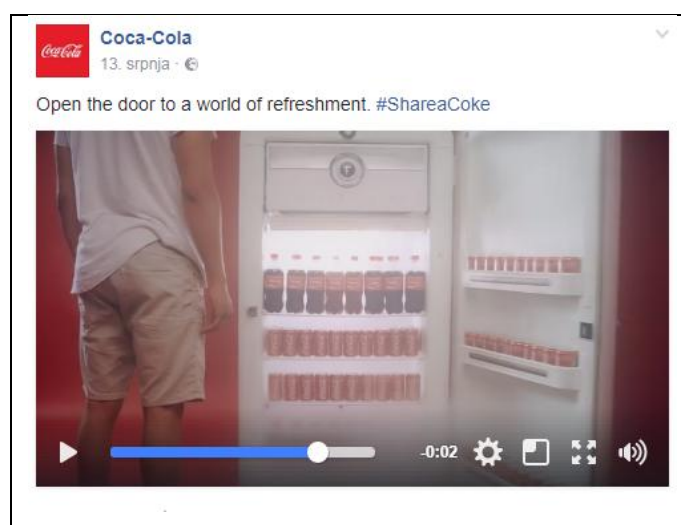 Coca-Cola
Coca-Cola
13. srpnja ·
Open the door to a world of refreshment. #ShareaCoke
-0:02